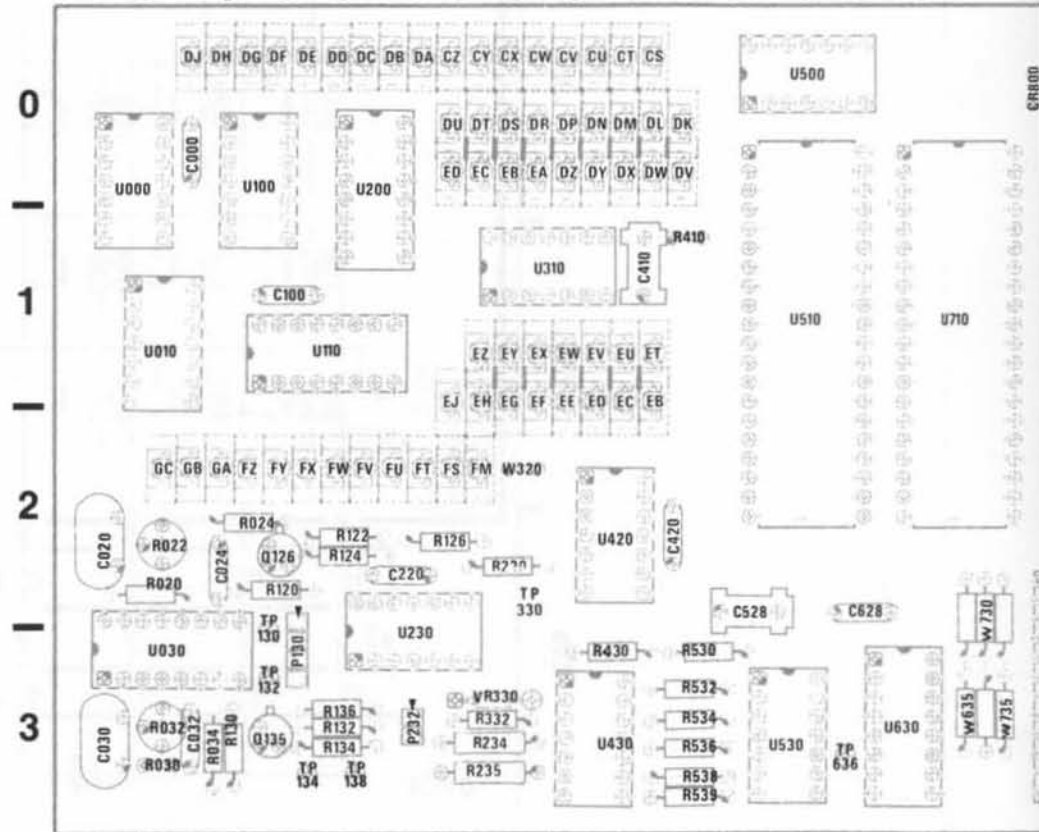 DJ DH DG DF DE DD DC DB DA CZ CY CX CW CV CU CT CS
U500
CR800
0
DU DT DS DR DP DN DM DL DK
C000
U000 U100 U200
ED EC EB EA DZ DY DX DW DV
R410
U310 C410
C100
1
U510 U710
U010 U110
EZ EY EX EW EV EU ET
EJ EH EG EF EE ED EC EB
GC GB GA FZ FY FX FW FV FU FT FS FM W320
2
R024
C020 R022 C024 Q126 R122 R126 U420 C420
R124
R020 R120 C220 TP
330
C528 C628 W730
TP
130
U030 P130 U230
TP
132
R430 R530
R532
VR330
C030 R032 C032 R034 R130 Q135 R136 P232 R332 R534
R132
R134 R234 U430 R536 U530 TP
636
U630 W635 W735
3
R030
TP
134
TP
138
R235 R538
R539